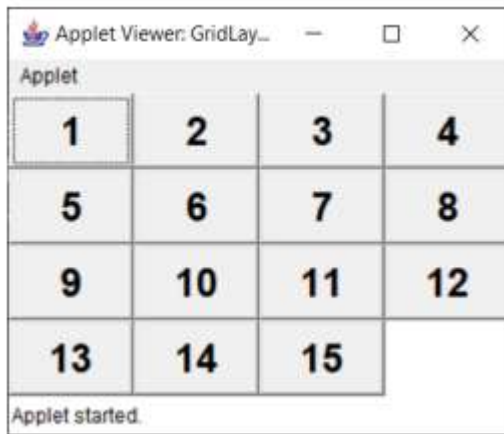 Applet Viewer: GridLay...
Applet
1 2 3 4
5 6 7 8
9 10 11 12
13 14 15
Applet started.